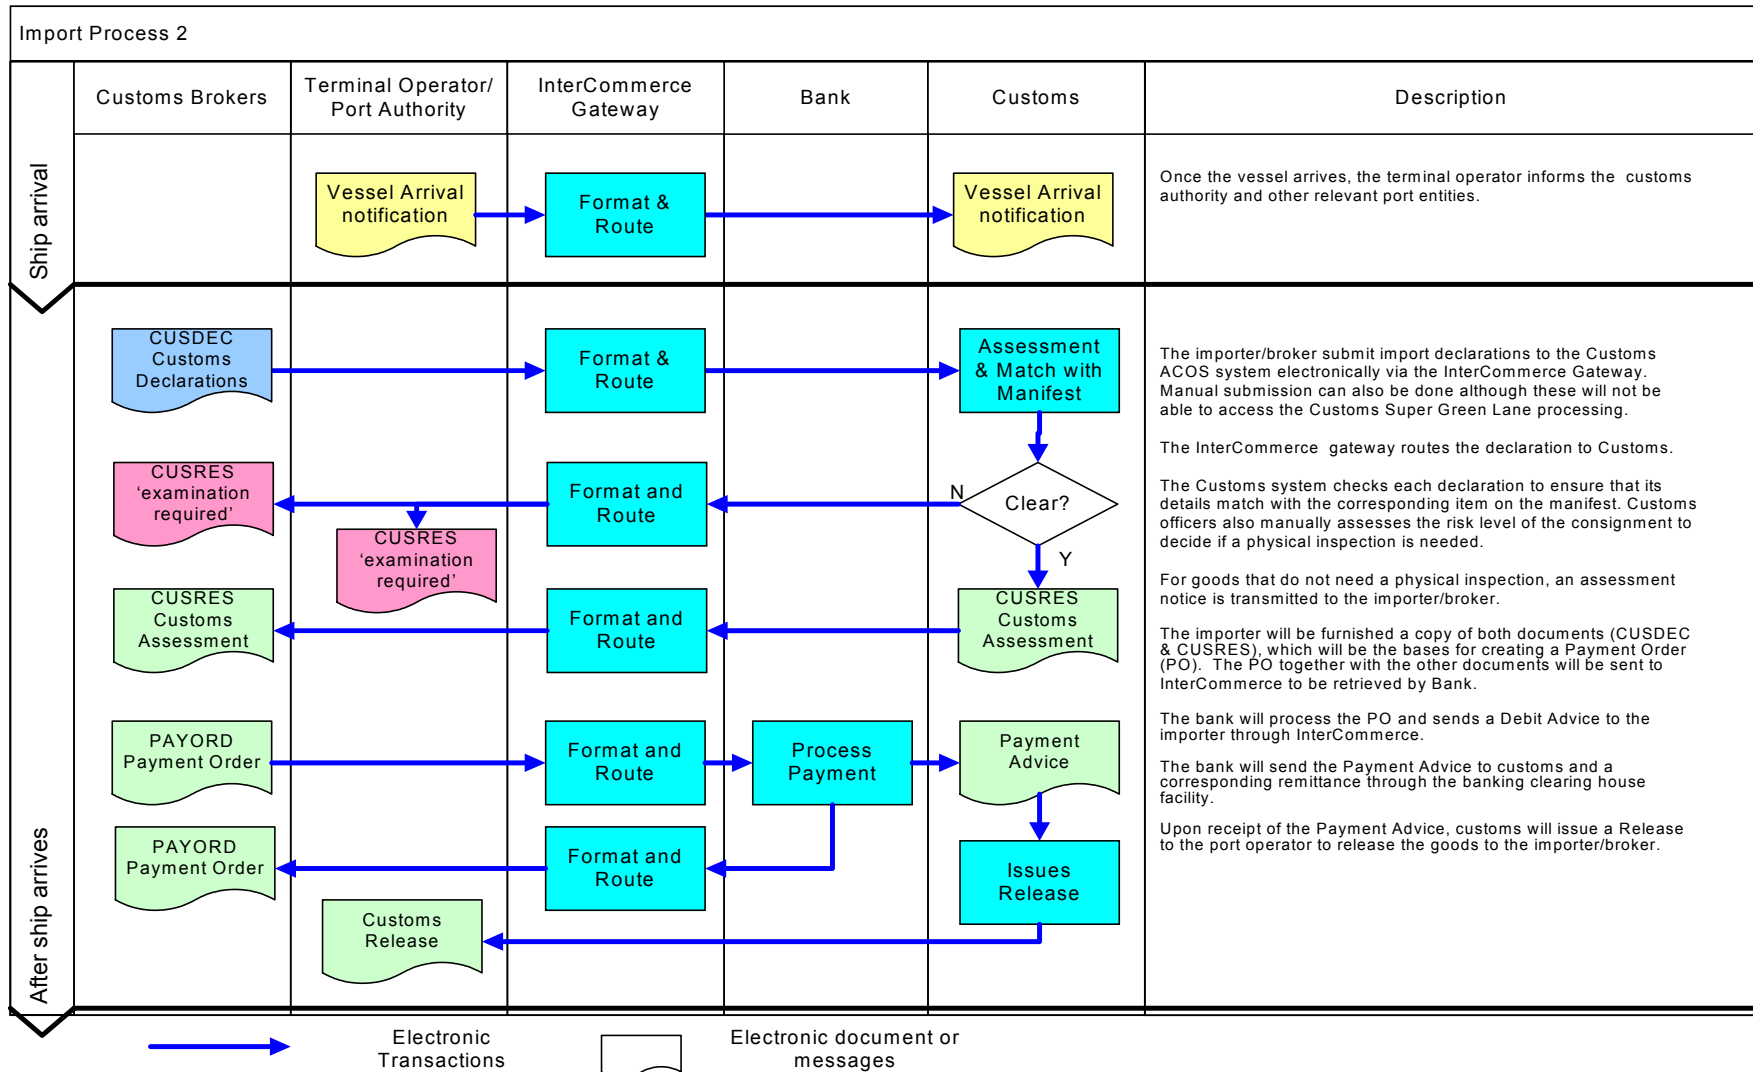 Import Process 2
Customs Brokers
Terminal Operator/
Port Authority
InterCommerce
Gateway
Bank
Customs
Description
Ship arrival
Vessel Arrival
notification
Format &
Route
Vessel Arrival
notification
Once the vessel arrives, the terminal operator informs the customs
authority and other relevant port entities.
After ship arrives
CUSDEC
Customs
Declarations
Format &
Route
Assessment
& Match with
Manifest
CUSRES
‘examination
required’
CUSRES
‘examination
required’
Format and
Route
N
Clear?
Y
CUSRES
Customs
Assessment
Format and
Route
CUSRES
Customs
Assessment
PAYORD
Payment Order
Format and
Route
Process
Payment
Payment
Advice
PAYORD
Payment Order
Format and
Route
Issues
Release
Customs
Release
The importer/broker submit import declarations to the Customs
ACOS system electronically via the InterCommerce Gateway.
Manual submission can also be done although these will not be
able to access the Customs Super Green Lane processing.
The InterCommerce gateway routes the declaration to Customs.
The Customs system checks each declaration to ensure that its
details match with the corresponding item on the manifest. Customs
officers also manually assesses the risk level of the consignment to
decide if a physical inspection is needed.
For goods that do not need a physical inspection, an assessment
notice is transmitted to the importer/broker.
The importer will be furnished a copy of both documents (CUSDEC
& CUSRES), which will be the bases for creating a Payment Order
(PO). The PO together with the other documents will be sent to
InterCommerce to be retrieved by Bank.
The bank will process the PO and sends a Debit Advice to the
importer through InterCommerce.
The bank will send the Payment Advice to customs and a
corresponding remittance through the banking clearing house
facility.
Upon receipt of the Payment Advice, customs will issue a Release
to the port operator to release the goods to the importer/broker.
Electronic
Transactions
Electronic document or
messages